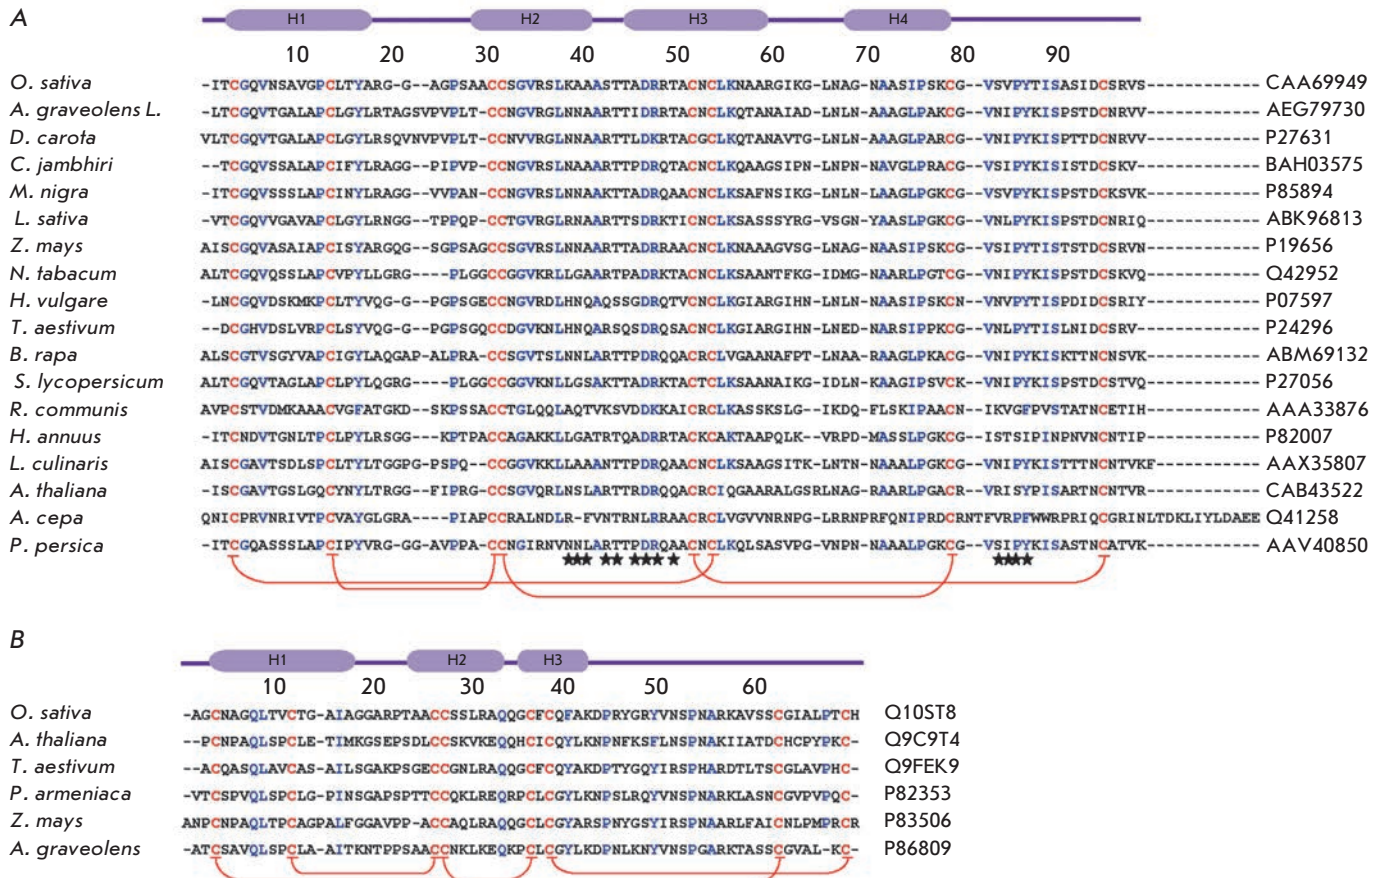 A
H1 H2 H3 H4
10 20 30 40 50 60 70 80 90
O. sativa -ITCGQVNSAVGPCLTYARG-G--AGPSAACCSGVRSLKAAASTTADRRTACNCLKNAARGIKG-LNAG-NAASIPSKCG--VSVPYTISASIDCSRVS------------ CAA69949
A. graveolens L. -ITCGQVTGALAPCLGYLRTAGSVPVPLT-CCNGVRGLNNAARTTPDRRTACNCLKQTANAIAD-LNLN-AAAGLPAKCG--VNIPYKISPSTDCNRVV------------ AEG79730
D. carota VLTCGQVTGALAPCLGYLRSQVNVPVPLT-CCNVVRGLNNAARTTLDKRTACGCLKQTANAVTG-LNLN-AAAGLPARCG--VNIPYKISPTTDCNRVV------------ P27631
C. jambhiri --TCGQVSSALAPCIFYLRAGG--PIPVP-CCNGVRSLNNAARTTPDRQTACNCLKQAAGSIPN-LNPN-NAVGLPRACG--VSIPYKISISTDCSKV------------- BAH03575
M. nigra -ITCGQVSSSLAPCINYLRAGG--VVPAN-CCNGVRSLNNAAKTTADRQAACNCLKSAFNSIKG-LNLN-LAAGLPGKCG--VSVPYKISPSTDCKSVK------------ P85894
L. sativa -VTCGQVVGAVAPCLGYLRNGG--TPPQP-CCTGVRGLRNAARTTSDRKTICNCLKSASSSYRG-VSGN-YAASLPGKCG--VNLPYKISPSTDCNRIQ------------ ABK96813
Z. mays AISCGQVASAIAPCISYARGQG--SGPSAGCCSGVRSLNNAARTTADRRAACNCLKNAAAGVSG-LNAG-NAASIPSKCG--VSIPYTISTSTDCSRVN------------ P19656
N. tabacum ALTCGQVQSSLAPCVPYLLGRG----PLGGCCGGVKRLLGAARTPADRKTACNCLKSAANTFKG-IDMG-NAARLPGTCG--VNIPYKISPSTDCSKVQ------------ Q42952
H. vulgare -LNCGQVDSKMKPCLTYVQG-G--PGPSGECCNGVRDLHNQAQSSGDRQTVCNCLKGIARGIHN-LNLN-NAASIPSKCN--VNVPYTISPDIDCSRIY------------ P07597
T. aestivum --DCGHVDSLVRPCLSYVQG-G--PGPSGQCCDGVKNLHNQARSQSDRQSACNCLKGIARGIHN-LNED-NARSIPPKCG--VNLPYTISLNIDCSRV------------- P24296
B. rapa ALSCGTVSGYVAPCIGYLAQGAP-ALPRA-CCSGVTSLNNLARTTPDRQQACRCLVGAANAFPT-LNAA-RAAGLPKACG--VNIPYKISKTTNCNSVK------------ ABM69132
S. lycopersicum ALTCGQVTAGLAPCLPYLQGRG----PLGGCCGGVKNLLGSAKTTADRKTACTCLKSAANAIKG-IDLN-KAAGIPSVCK--VNIPYKISPSTDCSTVQ------------ P27056
R. communis AVPCSTVDMKAAACVGFATGKD--SKPSSACCTGLQQLAQTVKSVDDKKAICRCLKASSKSLG--IKDQ-FLSKIPAACN--IKVGFPVSTATNCETIH------------ AAA33876
H. annuus -ITCNDVTGNLTPCLPYLRSGG--KPTPACCAGAKKLLGATRTQADRRTACKCAKTAAPQLK--VRPD-MASSLPGKCG--ISTSIPINPNVNCNTIP------------ P82007
L. culinaris AISCGAVTSDLSPCLTYLTGGPG-PSPQ--CCGGVKKLLAAANTTPDRQAACNCLKSAAGSITK-LNTN-NAAALPGKCG--VNIPYKISTTTNCNTVKF----------- AAX35807
A. thaliana -ISCGAVTGSLGQCYNYLTRGG--FIPRG-CCSGVQRLNSLARTTRDRQQACRCIQGAARALGSRLNAG-RAARLPGACR--VRISYPISARTNCNTVR------------ CAB43522
A. cepa QNICPRVNRIVTPCVAYGLGRA----PIAPCCRALNDLR-FVNTRNLRRAACRCLVGVVNRNPG-LRRNPRFQNIPRDCRNTFVRPFWWRPRIQCGRINLTDKLIYLDAEE Q41258
P. persica -ITCGQASSSLAPCIPYVRG-GG-AVPPA-CCNGIRNVNNLARTTPDRQAACNCLKQLSASVPG-VNPN-NAAALPGKCG--VSIPYKISASTNCATVK------------ AAV40850
B
H1 H2 H3
10 20 30 40 50 60
O. sativa -AGCNAGQLTVCTG-AIAGGARPTAACCSSLRAQQGCFCQFAKDPRYGRYVNSPNARKAVSSCGIALPTCH Q10ST8
A. thaliana --PCNPAQLSPCLE-TIMKGSEPSDLCCSKVKEQQHCICQYLKNPNFKSFLNSPNAKIIATDCHCPYPKC- Q9C9T4
T. aestivum --ACQASQLAVCAS-AILSGAKPSGECCGNLRAQQGCFCQYAKDPTYGQYIRSPHARDTLTSCGLAVPHC- Q9FEK9
P. armeniaca -VTCSPVQLSPCLG-PINSGAPSPTTCCQKLREQRPCLCGYLKNPSLRQYVNSPNARKLASNCGVPVPQC- P82353
Z. mays ANPCNPAQLTPCAGPALFGGAVPP-ACCAQLRAQQGCLCGYARSPNYGSYIRSPNAARLFAICNLPMPRCR P83506
A. graveolens -ATCSAVQLSPCLA-AITKNTPPSAACCNKLKEQKPCLCGYLKDPNLKNYVNSPGARKTASSCGVAL-KC- P86809